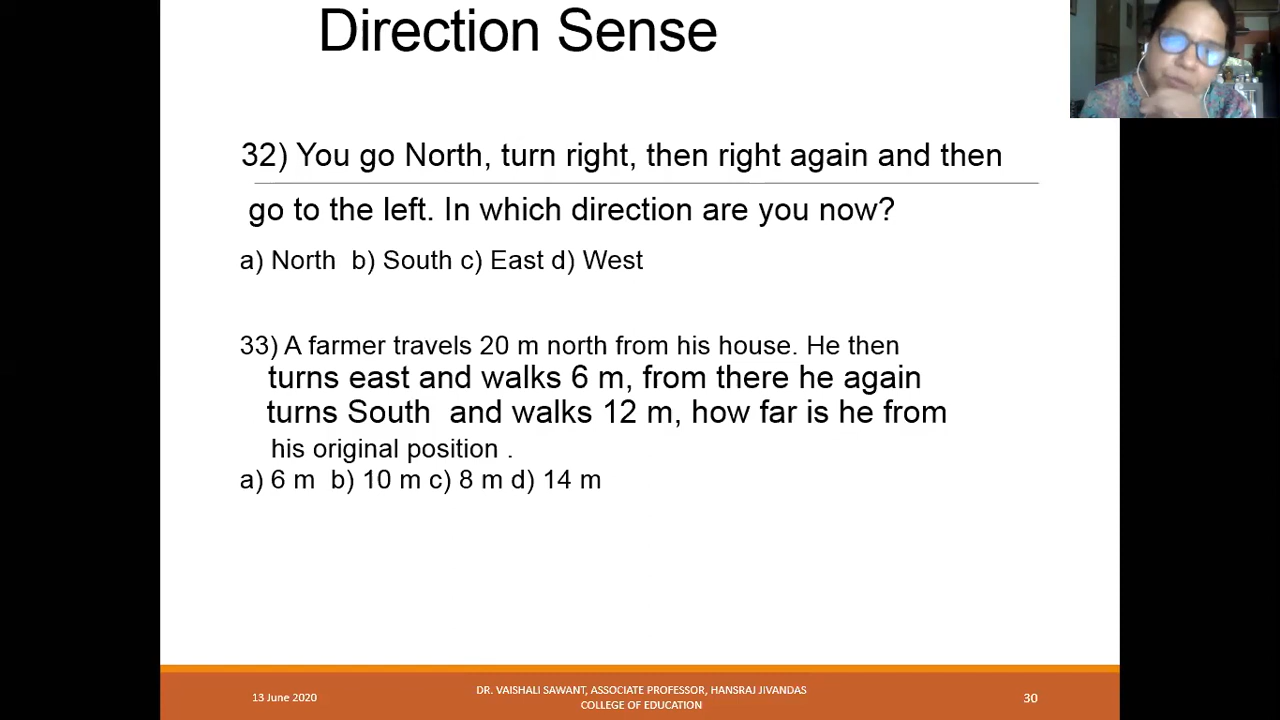 Direction Sense
32) You go North, turn right, then right again and then
go to the left. In which direction are you now?
a) North b) South c) East d) West
33) A farmer travels 20 m north from his house. He then
turns east and walks 6 m, from there he again
turns South and walks 12 m, how far is he from
his original position .
a) 6 m b) 10 m c) 8 m d) 14 m
13 June 2020
DR. VAISHALI SAWANT, ASSOCIATE PROFESSOR, HANSRAJ JIVANDAS
COLLEGE OF EDUCATION
30